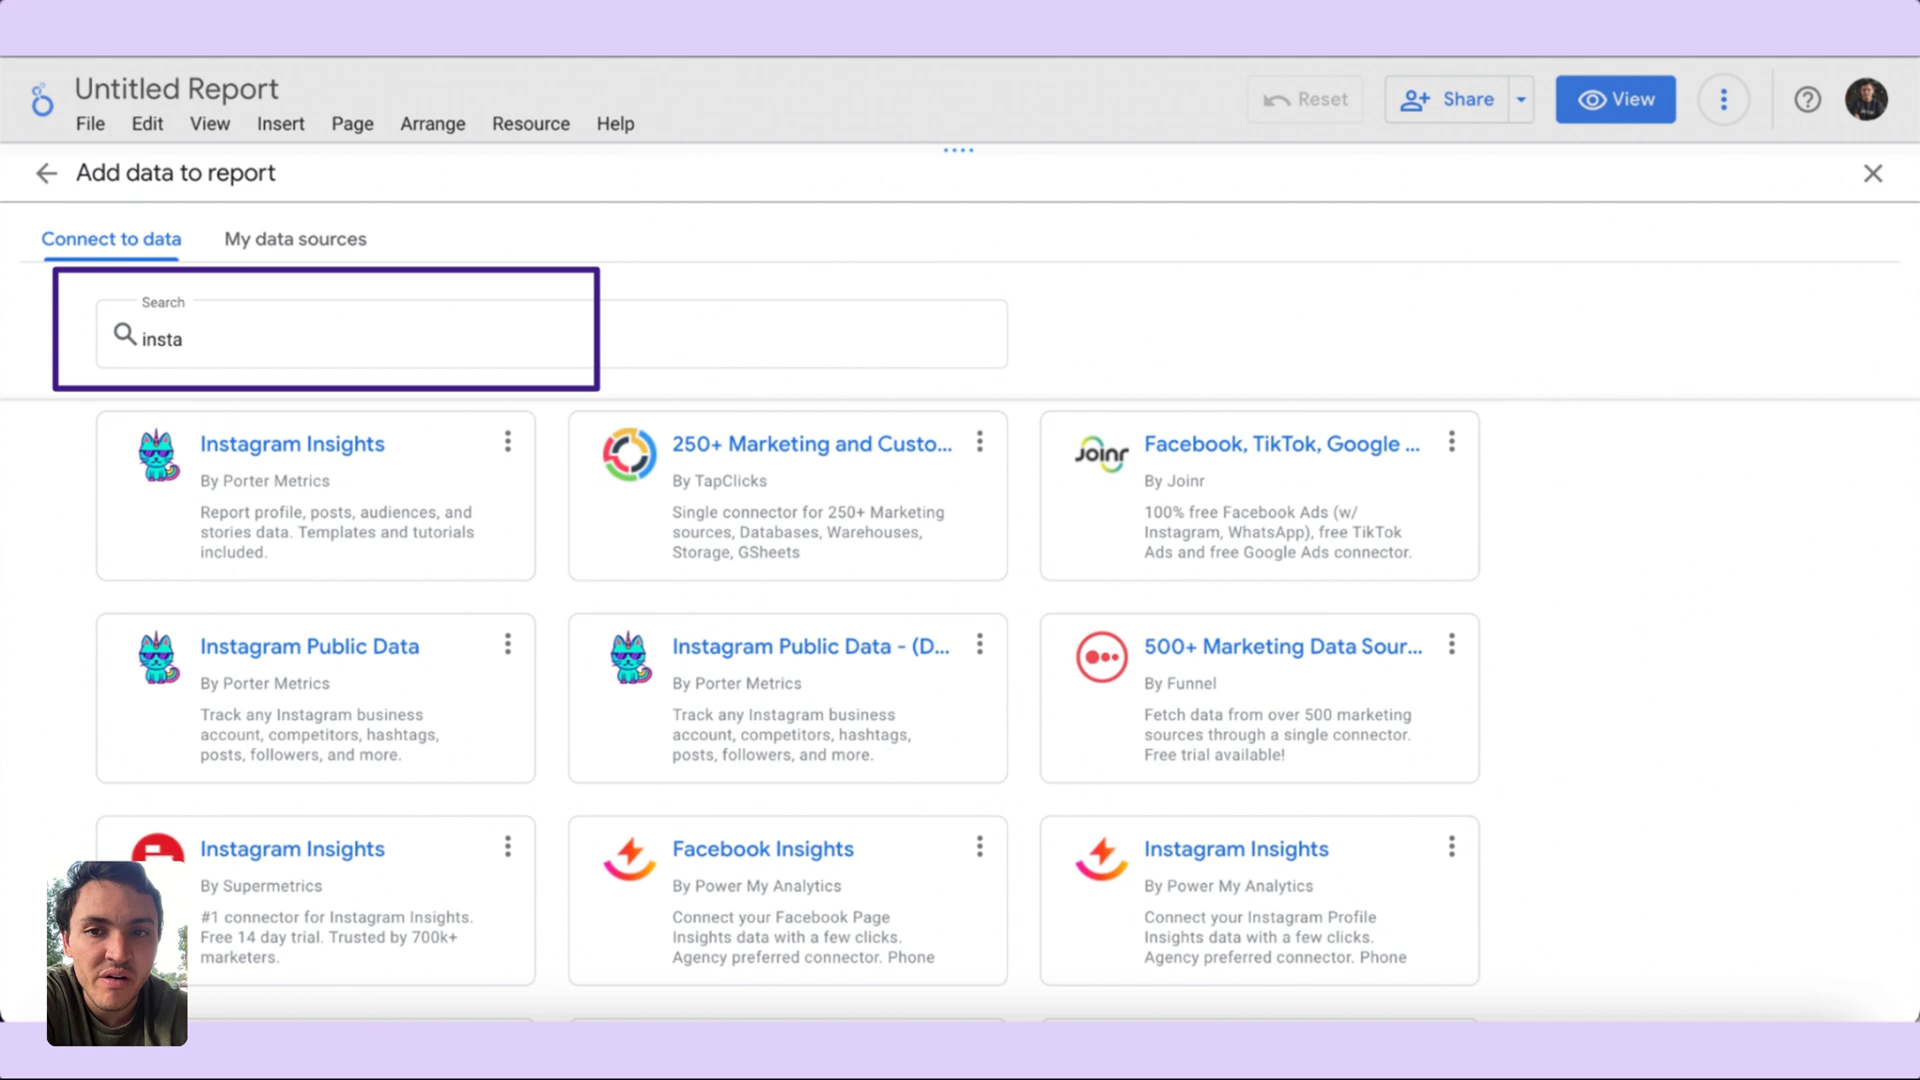 Untitled Report
File Edit View Insert Page Arrange Resource Help
Reset
Share
View
Add data to report
Connect to data
My data sources
Search
insta
Instagram Insights
By Porter Metrics
Report profile, posts, audiences, and
stories data. Templates and tutorials
included.
250+ Marketing and Custo...
By TapClicks
Single connector for 250+ Marketing
sources, Databases, Warehouses,
Storage, GSheets
Joinr
Facebook, TikTok, Google ...
By Joinr
100% free Facebook Ads (w/
Instagram, WhatsApp), free TikTok
Ads and free Google Ads connector.
Instagram Public Data
By Porter Metrics
Track any Instagram business
account, competitors, hashtags,
posts, followers, and more.
Instagram Public Data - (D...
By Porter Metrics
Track any Instagram business
account, competitors, hashtags,
posts, followers, and more.
500+ Marketing Data Sour...
By Funnel
Fetch data from over 500 marketing
sources through a single connector.
Free trial available!
Instagram Insights
By Supermetrics
#1 connector for Instagram Insights.
Free 14 day trial. Trusted by 700k+
marketers.
Facebook Insights
By Power My Analytics
Connect your Facebook Page
Insights data with a few clicks.
Agency preferred connector. Phone
Instagram Insights
By Power My Analytics
Connect your Instagram Profile
Insights data with a few clicks.
Agency preferred connector. Phone